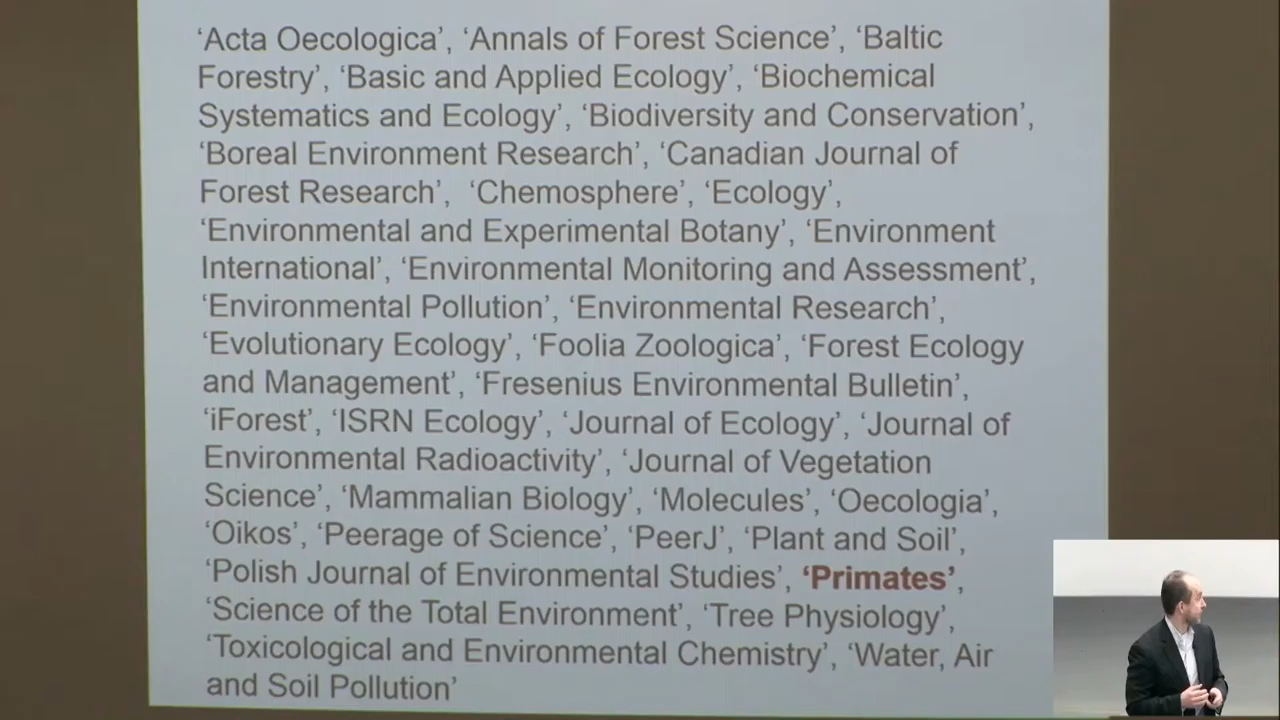 ‘Acta Oecologica’, ‘Annals of Forest Science’, ‘Baltic
Forestry’, ‘Basic and Applied Ecology’, ‘Biochemical
Systematics and Ecology’, ‘Biodiversity and Conservation’,
‘Boreal Environment Research’, ‘Canadian Journal of
Forest Research’, ‘Chemosphere’, ‘Ecology’,
‘Environmental and Experimental Botany’, ‘Environment
International’, ‘Environmental Monitoring and Assessment’,
‘Environmental Pollution’, ‘Environmental Research’,
‘Evolutionary Ecology’, ‘Foolia Zoologica’, ‘Forest Ecology
and Management’, ‘Fresenius Environmental Bulletin’,
‘iForest’, ‘ISRN Ecology’, ‘Journal of Ecology’, ‘Journal of
Environmental Radioactivity’, ‘Journal of Vegetation
Science’, ‘Mammalian Biology’, ‘Molecules’, ‘Oecologia’,
‘Oikos’, ‘Peerage of Science’, ‘PeerJ’, ‘Plant and Soil’,
‘Polish Journal of Environmental Studies’, ‘Primates’,
‘Science of the Total Environment’, ‘Tree Physiology’,
‘Toxicological and Environmental Chemistry’, ‘Water, Air
and Soil Pollution’